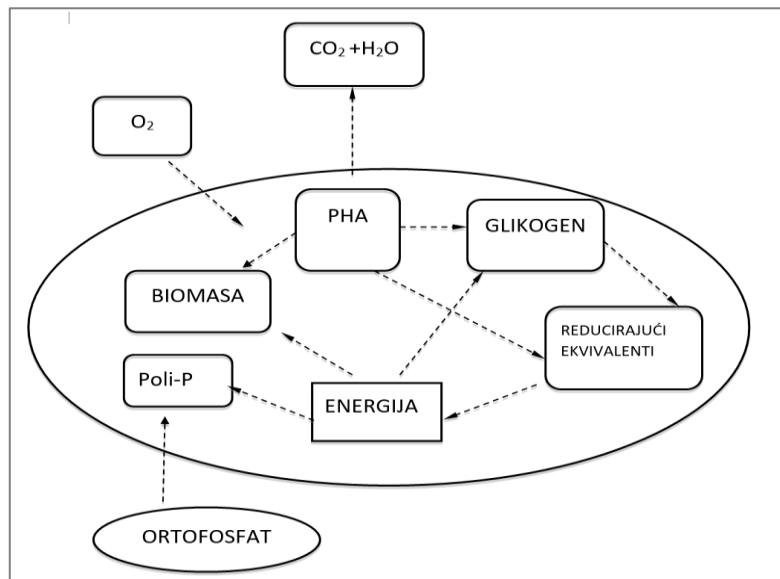 CO₂ +H₂O
O₂
PHA
GLIKOGEN
BIOMASA
REDUCIRAJUĆI
EKVIVALENTI
Poli-P
ENERGIJA
ORTOFOSFAT